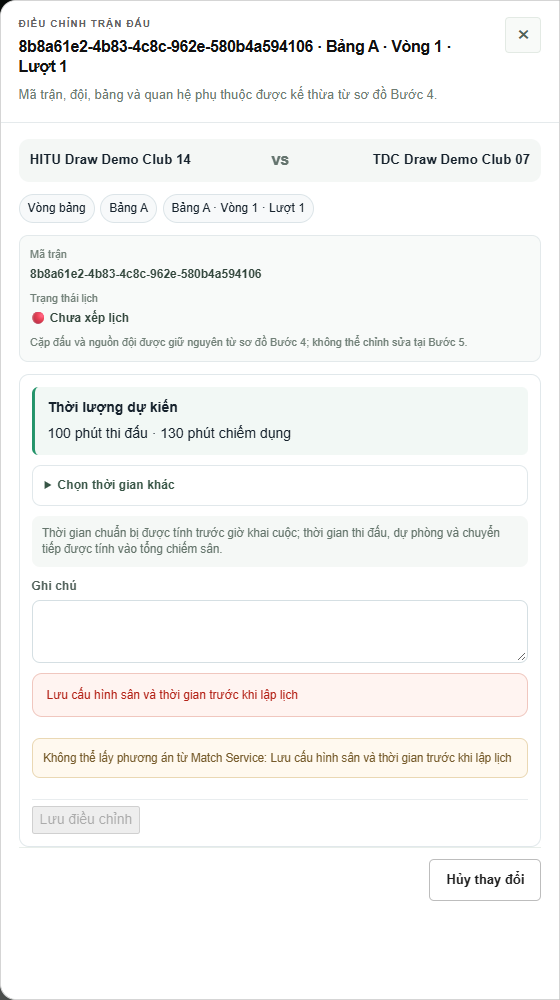 ĐIỀU CHỈNH TRẬN ĐẤU
8b8a61e2-4b83-4c8c-962e-580b4a594106 · Bảng A · Vòng 1 ·
Lượt 1
Mã trận, đội, bảng và quan hệ phụ thuộc được kế thừa từ sơ đồ Bước 4.
HITU Draw Demo Club 14 vs TDC Draw Demo Club 07
Vòng bảng Bảng A Bảng A · Vòng 1 · Lượt 1
Mã trận
8b8a61e2-4b83-4c8c-962e-580b4a594106
Trạng thái lịch
Chưa xếp lịch
Cặp đấu và nguồn đội được giữ nguyên từ sơ đồ Bước 4; không thể chỉnh sửa tại Bước 5.
Thời lượng dự kiến
100 phút thi đấu · 130 phút chiếm dụng
▶ Chọn thời gian khác
Thời gian chuẩn bị được tính trước giờ khai cuộc; thời gian thi đấu, dự phòng và chuyển
tiếp được tính vào tổng chiếm sân.
Ghi chú
Lưu cấu hình sân và thời gian trước khi lập lịch
Không thể lấy phương án từ Match Service: Lưu cấu hình sân và thời gian trước khi lập lịch
Lưu điều chỉnh
Hủy thay đổi